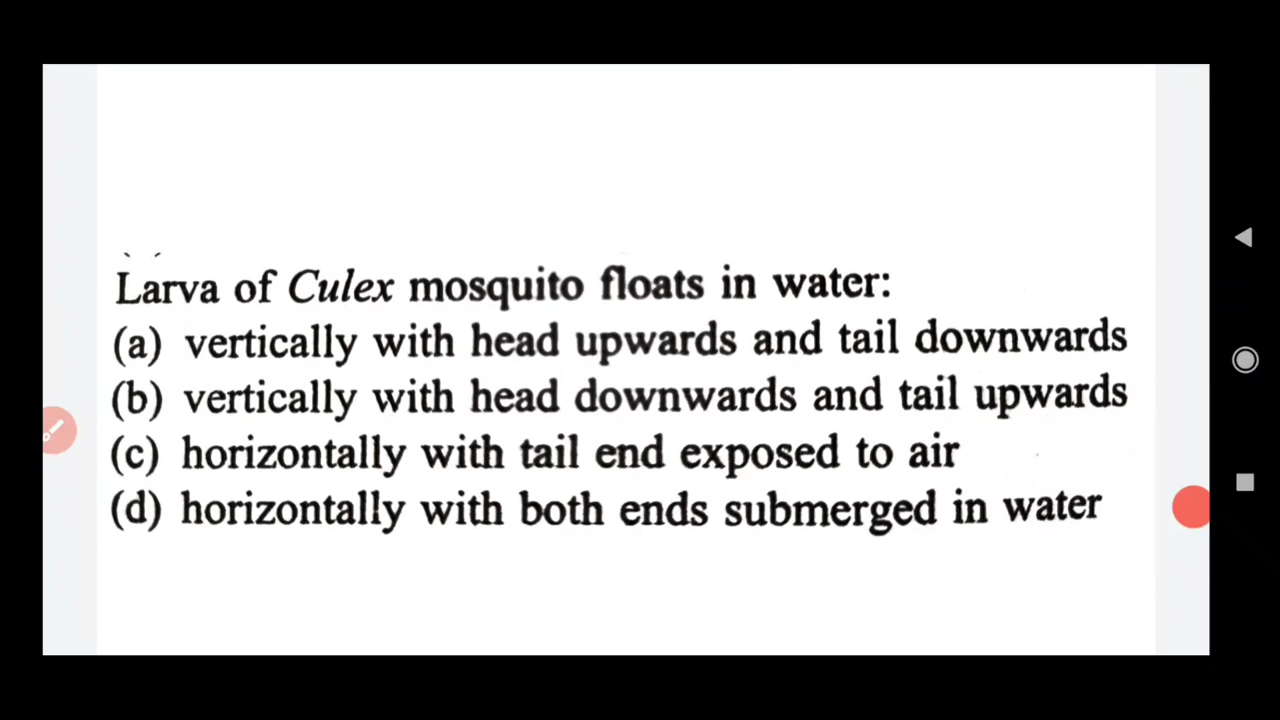 Larva of Culex mosquito floats in water:
(a) vertically with head upwards and tail downwards
(b) vertically with head downwards and tail upwards
(c) horizontally with tail end exposed to air
(d) horizontally with both ends submerged in water